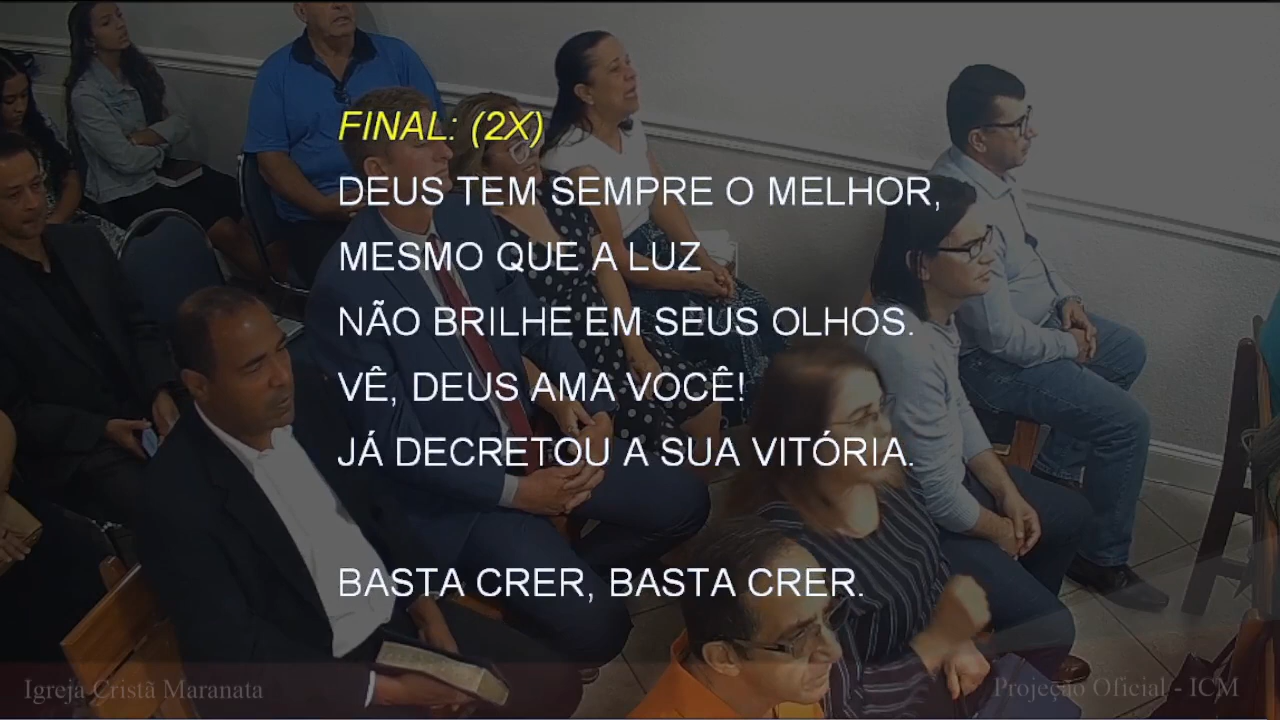 FINAL: (2X)
DEUS TEM SEMPRE O MELHOR,
MESMO QUE A LUZ
NÃO BRILHE EM SEUS OLHOS.
VÊ, DEUS AMA VOCÊ!
JÁ DECRETOU A SUA VITÓRIA.
BASTA CRER, BASTA CRER.
Igreja Cristã Maranata
Projeção Oficial - ICM